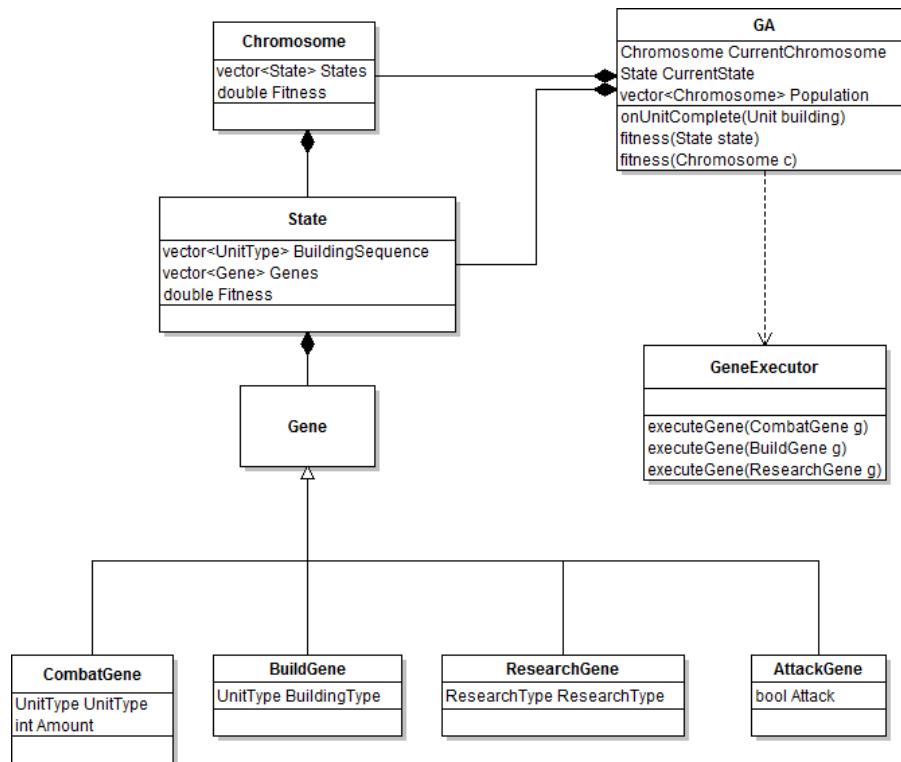 Chromosome
vector<State> States
double Fitness
GA
Chromosome CurrentChromosome
State CurrentState
vector<Chromosome> Population
onUnitComplete(Unit building)
fitness(State state)
fitness(Chromosome c)
State
vector<UnitType> BuildingSequence
vector<Gene> Genes
double Fitness
GeneExecutor
executeGene(CombatGene g)
executeGene(BuildGene g)
executeGene(ResearchGene g)
Gene
CombatGene
UnitType UnitType
int Amount
BuildGene
UnitType BuildingType
ResearchGene
ResearchType ResearchType
AttackGene
bool Attack